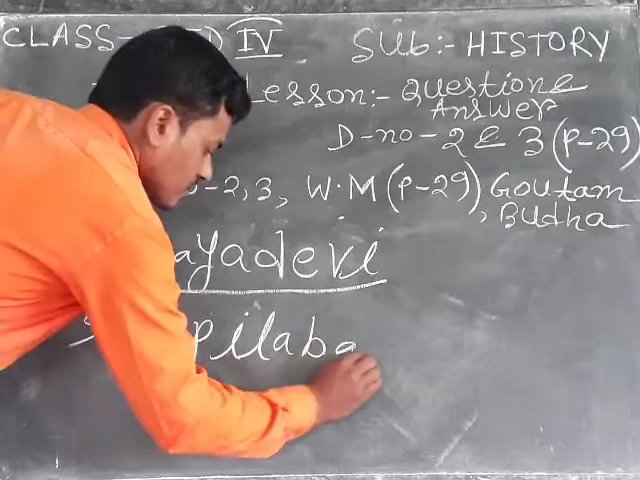 CLASS- IV Sub:- HISTORY
Lesson:- Question &
Answer
D-no-2 & 3 (P-29)
-2,3, W.M (P-29) Goutam
, Budha
ayadevi
pilaba